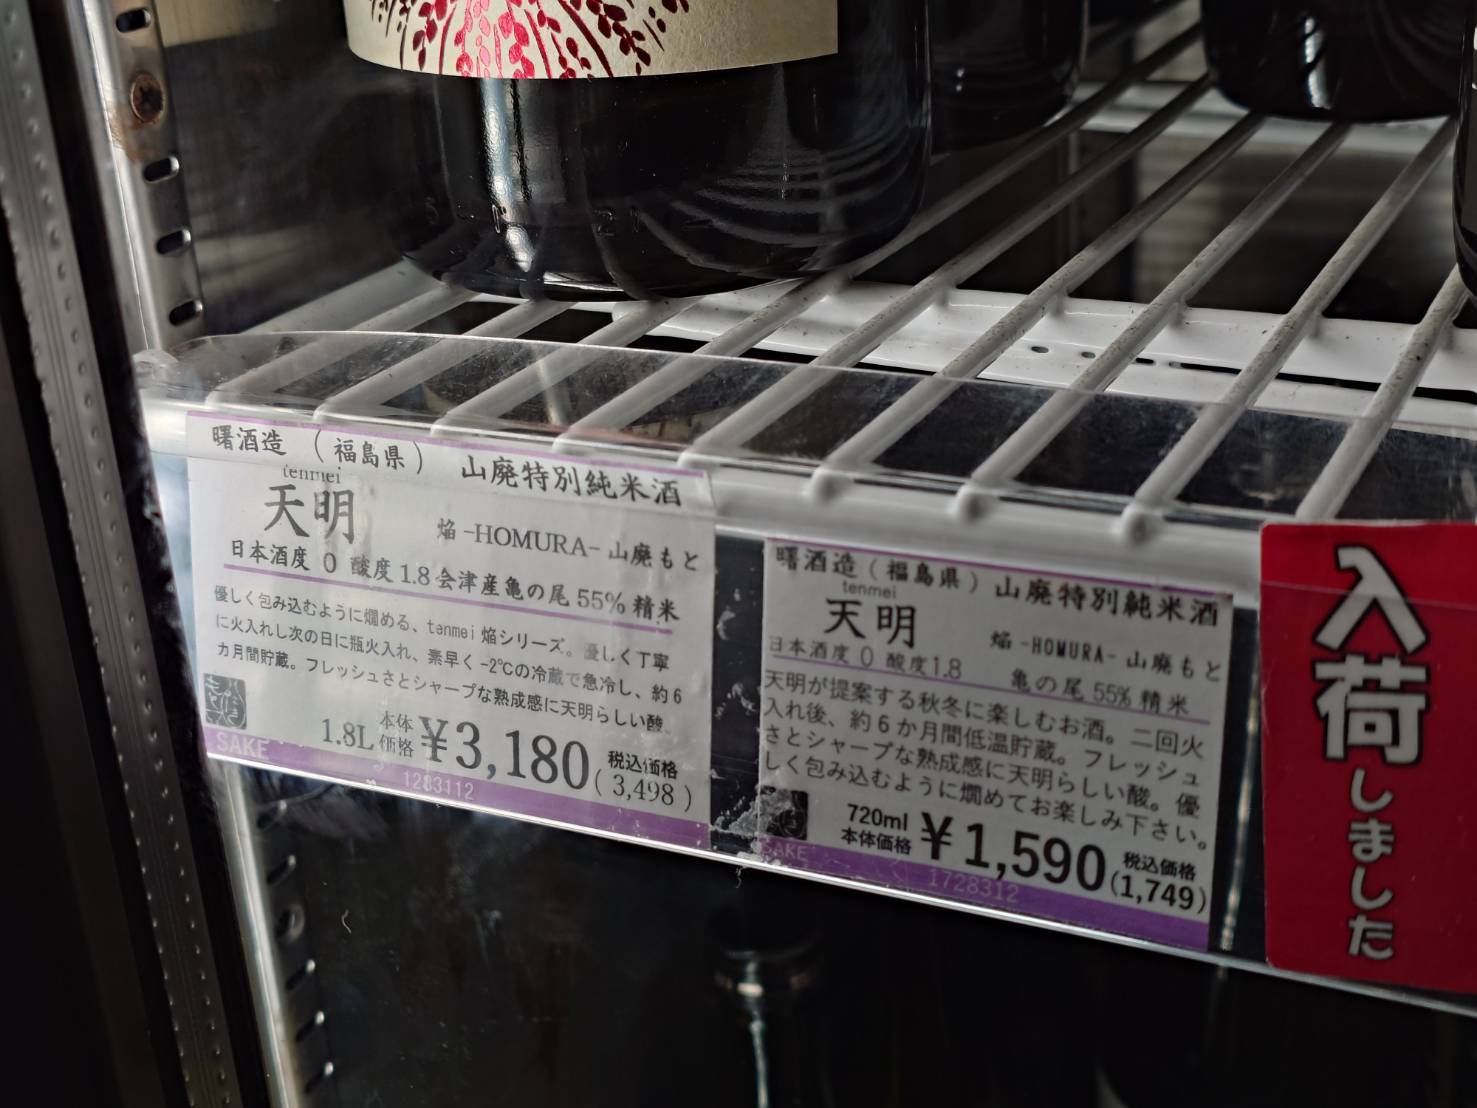 曙酒造 (福島県) 山廃特別純米酒
tenmei
天明 焔-HOMURA-山廃もと
日本酒度 0 酸度1.8会津産亀の尾55%精米
優しく包み込むように燗める、tenmei焔シリーズ。優しく丁寧
に火入れし次の日に瓶火入れ、素早く-2℃の冷蔵で急冷し、約6
カ月間貯蔵。フレッシュさとシャープな熟成感に天明らしい酸。
1.8L 本体価格 ¥3,180 税込価格 (3,498)
SAKE
1283112
曙酒造(福島県)山廃特別純米酒
tenmei
天明 焔-HOMURA-山廃もと
日本酒度 0 酸度1.8 亀の尾55%精米
天明が提案する秋冬に楽しむお酒。二回火
入れ後、約6か月間低温貯蔵。フレッシュ
さとシャープな熟成感に天明らしい酸。優
しく包み込むように燗めてお楽しみ下さい。
720ml
本体価格 ¥1,590 税込価格 (1,749)
SAKE
1728312
入荷しました